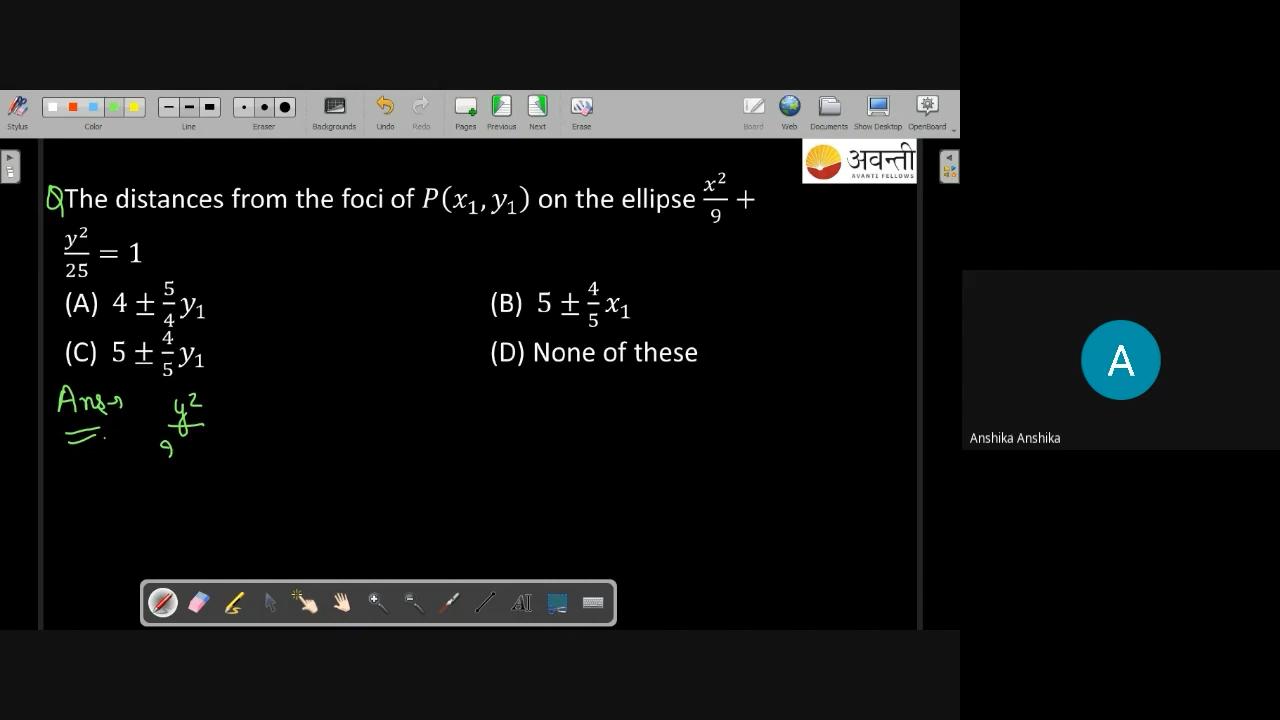 Stylus Color Line Eraser Backgrounds Undo Redo Pages Previous Next Erase Board Web Documents Show Desktop OpenBoard
अवन्ती
AVANTI FELLOWS
Q The distances from the foci of P(x₁, y₁) on the ellipse x²/9 +
y²/25 = 1
(A) 4 ± 5/4 y₁ (B) 5 ± 4/5 x₁
(C) 5 ± 4/5 y₁ (D) None of these
Ans→ y²
A
Anshika Anshika
AI